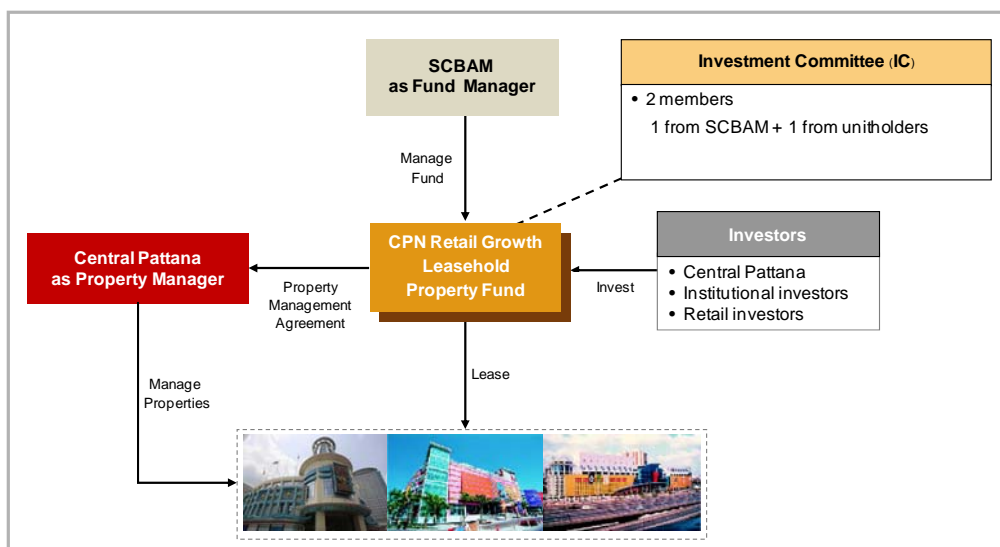 SCBAM
as Fund Manager
Investment Committee (IC)
• 2 members
1 from SCBAM + 1 from unitholders
Manage
Fund
CPN Retail Growth
Leasehold
Property Fund
Investors
• Central Pattana
• Institutional investors
• Retail investors
Invest
Central Pattana
as Property Manager
Property
Management
Agreement
Lease
Manage
Properties